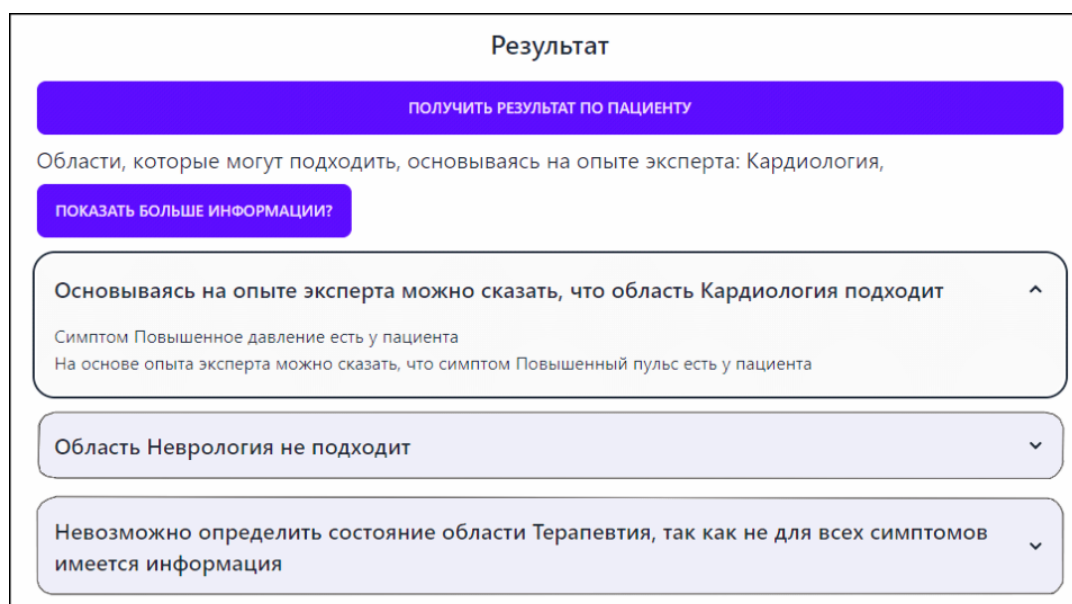 Результат
ПОЛУЧИТЬ РЕЗУЛЬТАТ ПО ПАЦИЕНТУ
Области, которые могут подходить, основываясь на опыте эксперта: Кардиология,
ПОКАЗАТЬ БОЛЬШЕ ИНФОРМАЦИИ?
Основываясь на опыте эксперта можно сказать, что область Кардиология подходит
Симптом Повышенное давление есть у пациента
На основе опыта эксперта можно сказать, что симптом Повышенный пульс есть у пациента
Область Неврология не подходит
Невозможно определить состояние области Терапевтия, так как не для всех симптомов
имеется информация